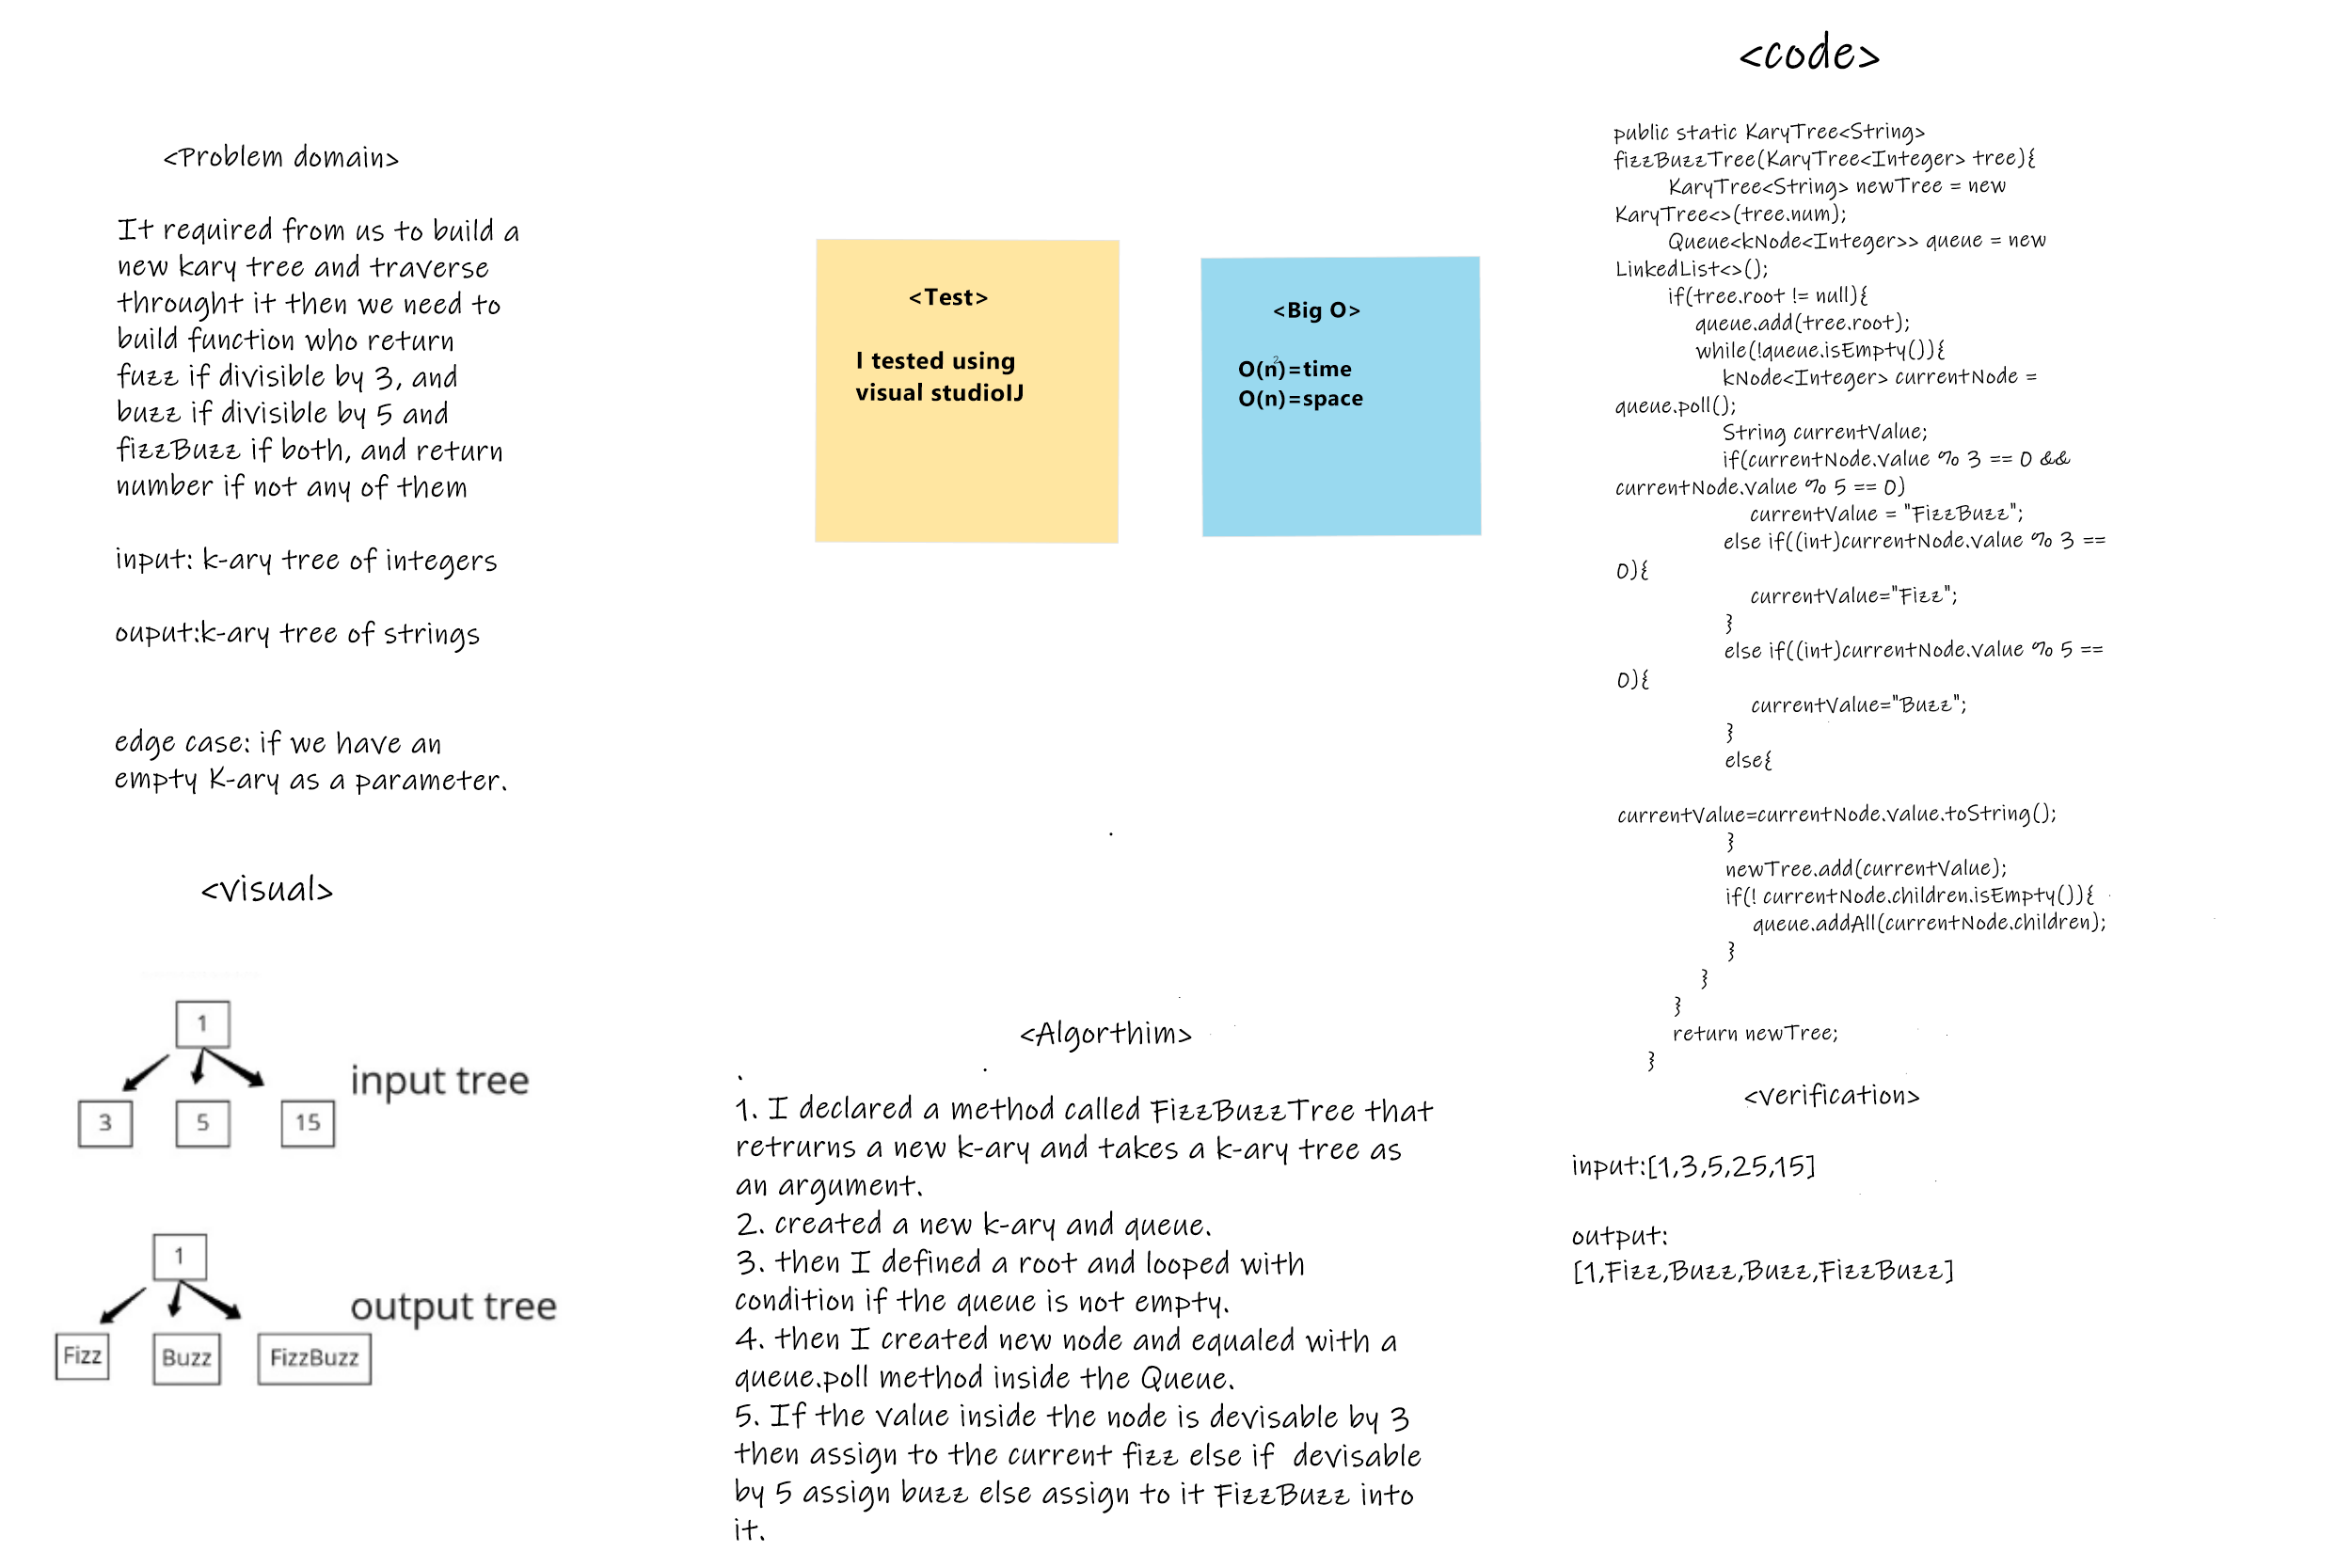 <Problem domain>
It required from us to build a
new kary tree and traverse
throught it then we need to
build function who return
fuzz if divisible by 3, and
buzz if divisible by 5 and
fizzBuzz if both, and return
number if not any of them
input: k-ary tree of integers
ouput:k-ary tree of strings
edge case: if we have an
empty K-ary as a parameter.
<visual>
1
3 5 15
input tree
1
Fizz Buzz FizzBuzz
output tree
<Test>
I tested using
visual studioIJ
<Big O>
O(n²)=time
O(n)=space
<Algorthim>
1. I declared a method called FizzBuzzTree that
retrurns a new k-ary and takes a k-ary tree as
an argument.
2. created a new k-ary and queue.
3. then I defined a root and looped with
condition if the queue is not empty.
4. then I created new node and equaled with a
queue.poll method inside the Queue.
5. If the value inside the node is devisable by 3
then assign to the current fizz else if  devisable
by 5 assign buzz else assign to it FizzBuzz into
it.
<code>
public static KaryTree<String>
fizzBuzzTree(KaryTree<Integer> tree){
KaryTree<String> newTree = new
KaryTree<>(tree.num);
Queue<kNode<Integer>> queue = new
LinkedList<>();
if(tree.root != null){
queue.add(tree.root);
while(!queue.isEmpty()){
kNode<Integer> currentNode =
queue.poll();
String currentValue;
if(currentNode.value % 3 == 0 &&
currentNode.value % 5 == 0)
currentValue = "FizzBuzz";
else if((int)currentNode.value % 3 ==
0){
currentValue="Fizz";
}
else if((int)currentNode.value % 5 ==
0){
currentValue="Buzz";
}
else{
currentValue=currentNode.value.toString();
}
newTree.add(currentValue);
if(! currentNode.children.isEmpty()){
queue.addAll(currentNode.children);
}
}
}
return newTree;
}
<verification>
input:[1,3,5,25,15]
output:
[1,Fizz,Buzz,Buzz,FizzBuzz]